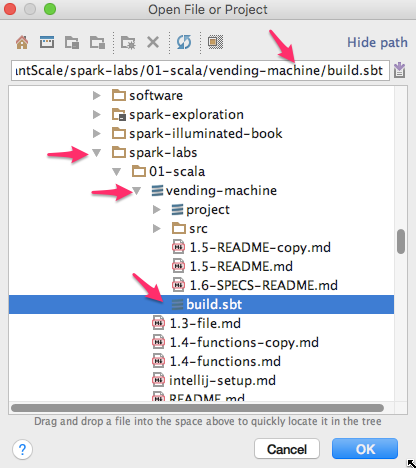 Open File or Project
Hide path
ntScale/spark-labs/01-scala/vending-machine/build.sbt
software
spark-exploration
spark-illuminated-book
spark-labs
01-scala
vending-machine
project
src
1.5-README-copy.md
1.5-README.md
1.6-SPECS-README.md
build.sbt
1.3-file.md
1.4-functions-copy.md
1.4-functions.md
intellij-setup.md
README.md
Drag and drop a file into the space above to quickly locate it in the tree
? Cancel OK